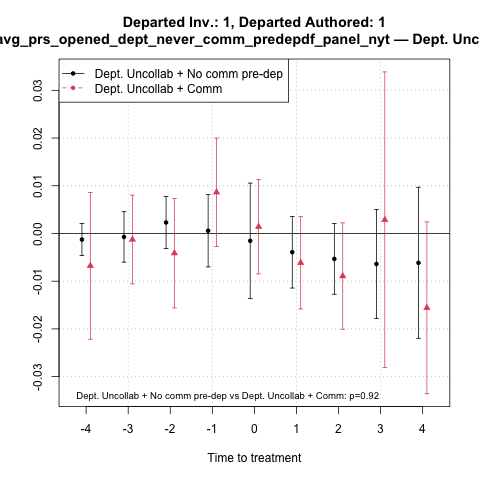 Departed Inv.: 1, Departed Authored: 1
avg_prs_opened_dept_never_comm_predepdf_panel_nyt — Dept. Unc
Dept. Uncollab + No comm pre-dep
Dept. Uncollab + Comm
0.03
0.02
0.01
0.00
-0.01
-0.02
-0.03
Dept. Uncollab + No comm pre-dep vs Dept. Uncollab + Comm: p=0.92
-4 -3 -2 -1 0 1 2 3 4
Time to treatment